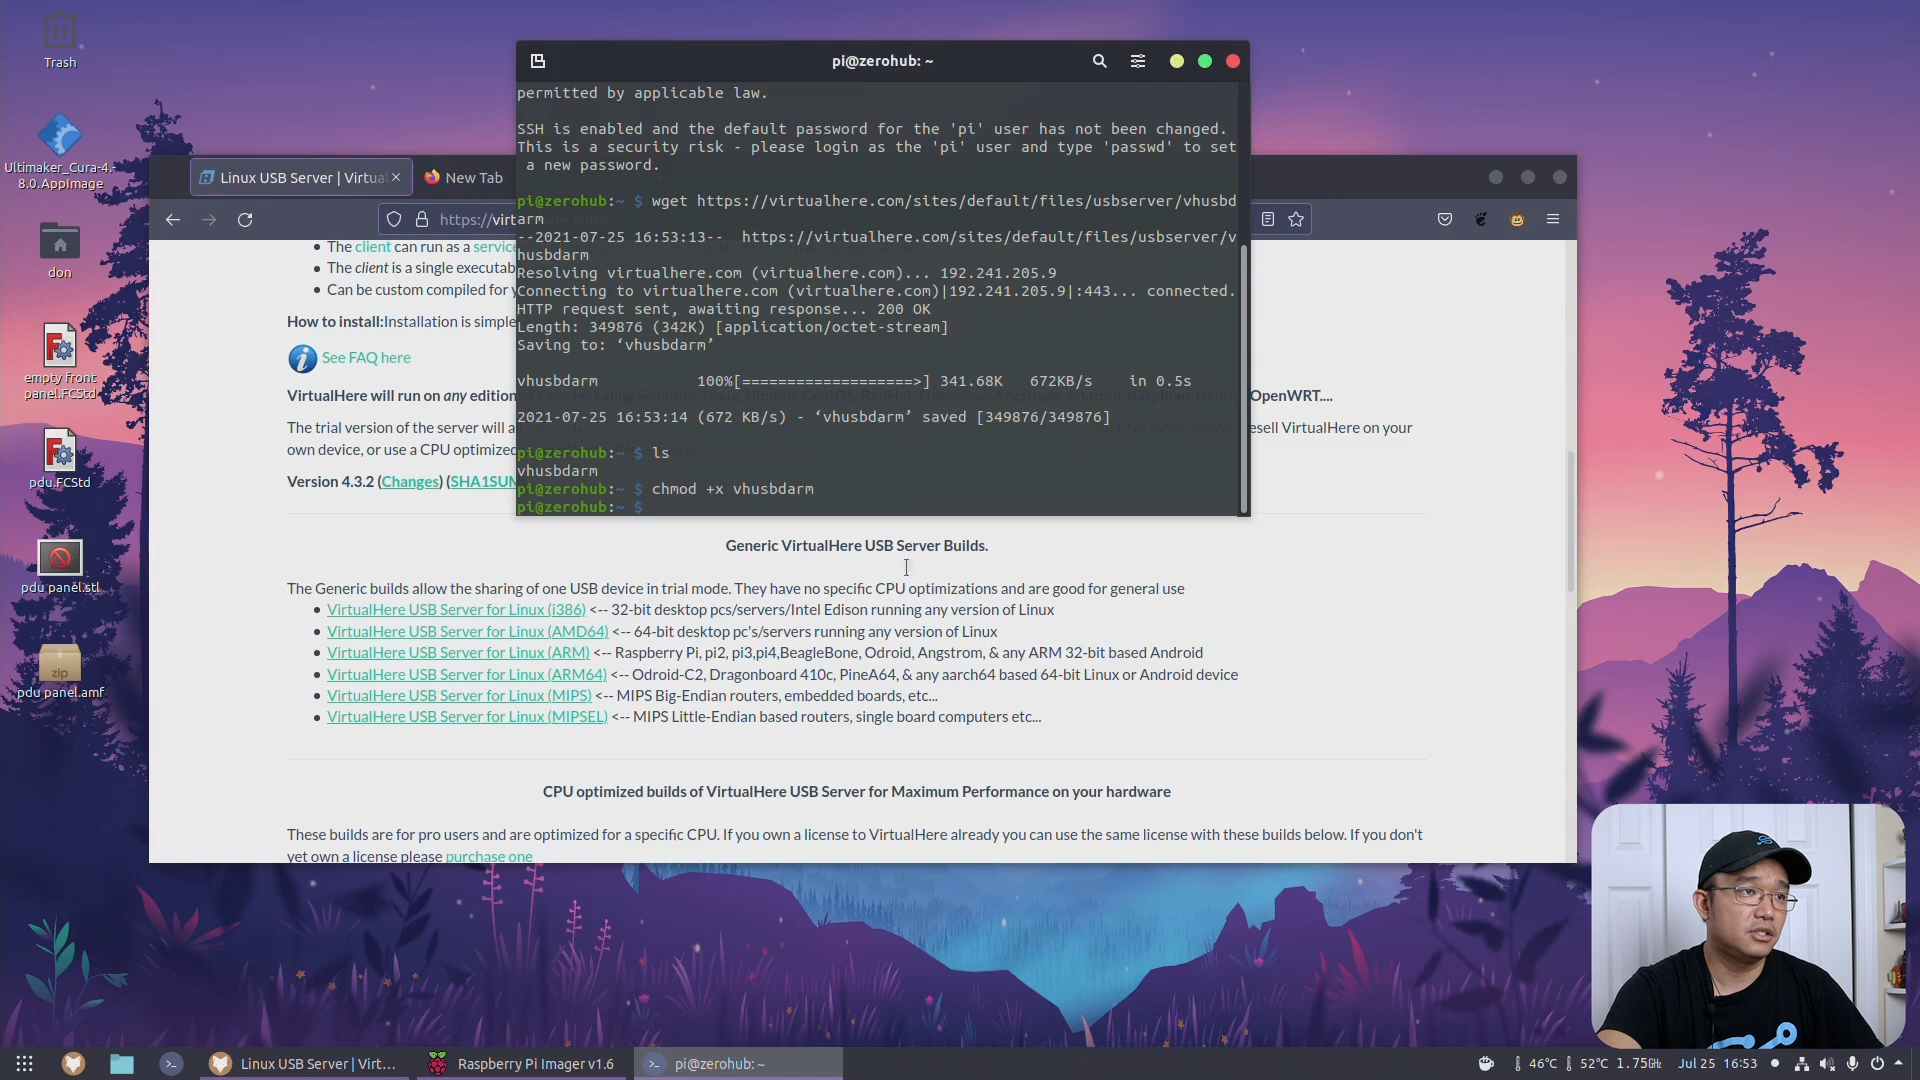 Trash
Ultimaker_Cura-4.
8.0.AppImage
don
empty front
panel.FCStd
pdu.FCStd
pdu panel.stl
zip
pdu panel.amf
pi@zerohub: ~
permitted by applicable law.
SSH is enabled and the default password for the 'pi' user has not been changed.
This is a security risk - please login as the 'pi' user and type 'passwd' to set
a new password.
pi@zerohub:~ $ wget https://virtualhere.com/sites/default/files/usbserver/vhusbd
arm
--2021-07-25 16:53:13-- https://virtualhere.com/sites/default/files/usbserver/v
husbdarm
Resolving virtualhere.com (virtualhere.com)... 192.241.205.9
Connecting to virtualhere.com (virtualhere.com)|192.241.205.9|:443... connected.
HTTP request sent, awaiting response... 200 OK
Length: 349876 (342K) [application/octet-stream]
Saving to: ‘vhusbdarm’
vhusbdarm 100%[===================>] 341.68K 672KB/s in 0.5s
2021-07-25 16:53:14 (672 KB/s) - ‘vhusbdarm’ saved [349876/349876]
pi@zerohub:~ $ ls
vhusbdarm
pi@zerohub:~ $ chmod +x vhusbdarm
pi@zerohub:~ $
Linux USB Server | Virtua
New Tab
https://virt
The client can run as a service
The client is a single executab
Can be custom compiled for y
How to install:Installation is simple
See FAQ here
VirtualHere will run on any edition OpenWRT....
The trial version of the server will a esell VirtualHere on your
own device, or use a CPU optimized
Version 4.3.2 (Changes) (SHA1SUM
Generic VirtualHere USB Server Builds.
The Generic builds allow the sharing of one USB device in trial mode. They have no specific CPU optimizations and are good for general use
VirtualHere USB Server for Linux (i386) <-- 32-bit desktop pcs/servers/Intel Edison running any version of Linux
VirtualHere USB Server for Linux (AMD64) <-- 64-bit desktop pc's/servers running any version of Linux
VirtualHere USB Server for Linux (ARM) <-- Raspberry Pi, pi2, pi3,pi4,BeagleBone, Odroid, Angstrom, & any ARM 32-bit based Android
VirtualHere USB Server for Linux (ARM64) <-- Odroid-C2, Dragonboard 410c, PineA64, & any aarch64 based 64-bit Linux or Android device
VirtualHere USB Server for Linux (MIPS) <-- MIPS Big-Endian routers, embedded boards, etc...
VirtualHere USB Server for Linux (MIPSEL) <-- MIPS Little-Endian based routers, single board computers etc...
CPU optimized builds of VirtualHere USB Server for Maximum Performance on your hardware
These builds are for pro users and are optimized for a specific CPU. If you own a license to VirtualHere already you can use the same license with these builds below. If you don't
yet own a license please purchase one
Linux USB Server | Virt...
Raspberry Pi Imager v1.6
pi@zerohub: ~
46°C 52°C 1.75GHz Jul 25 16:53